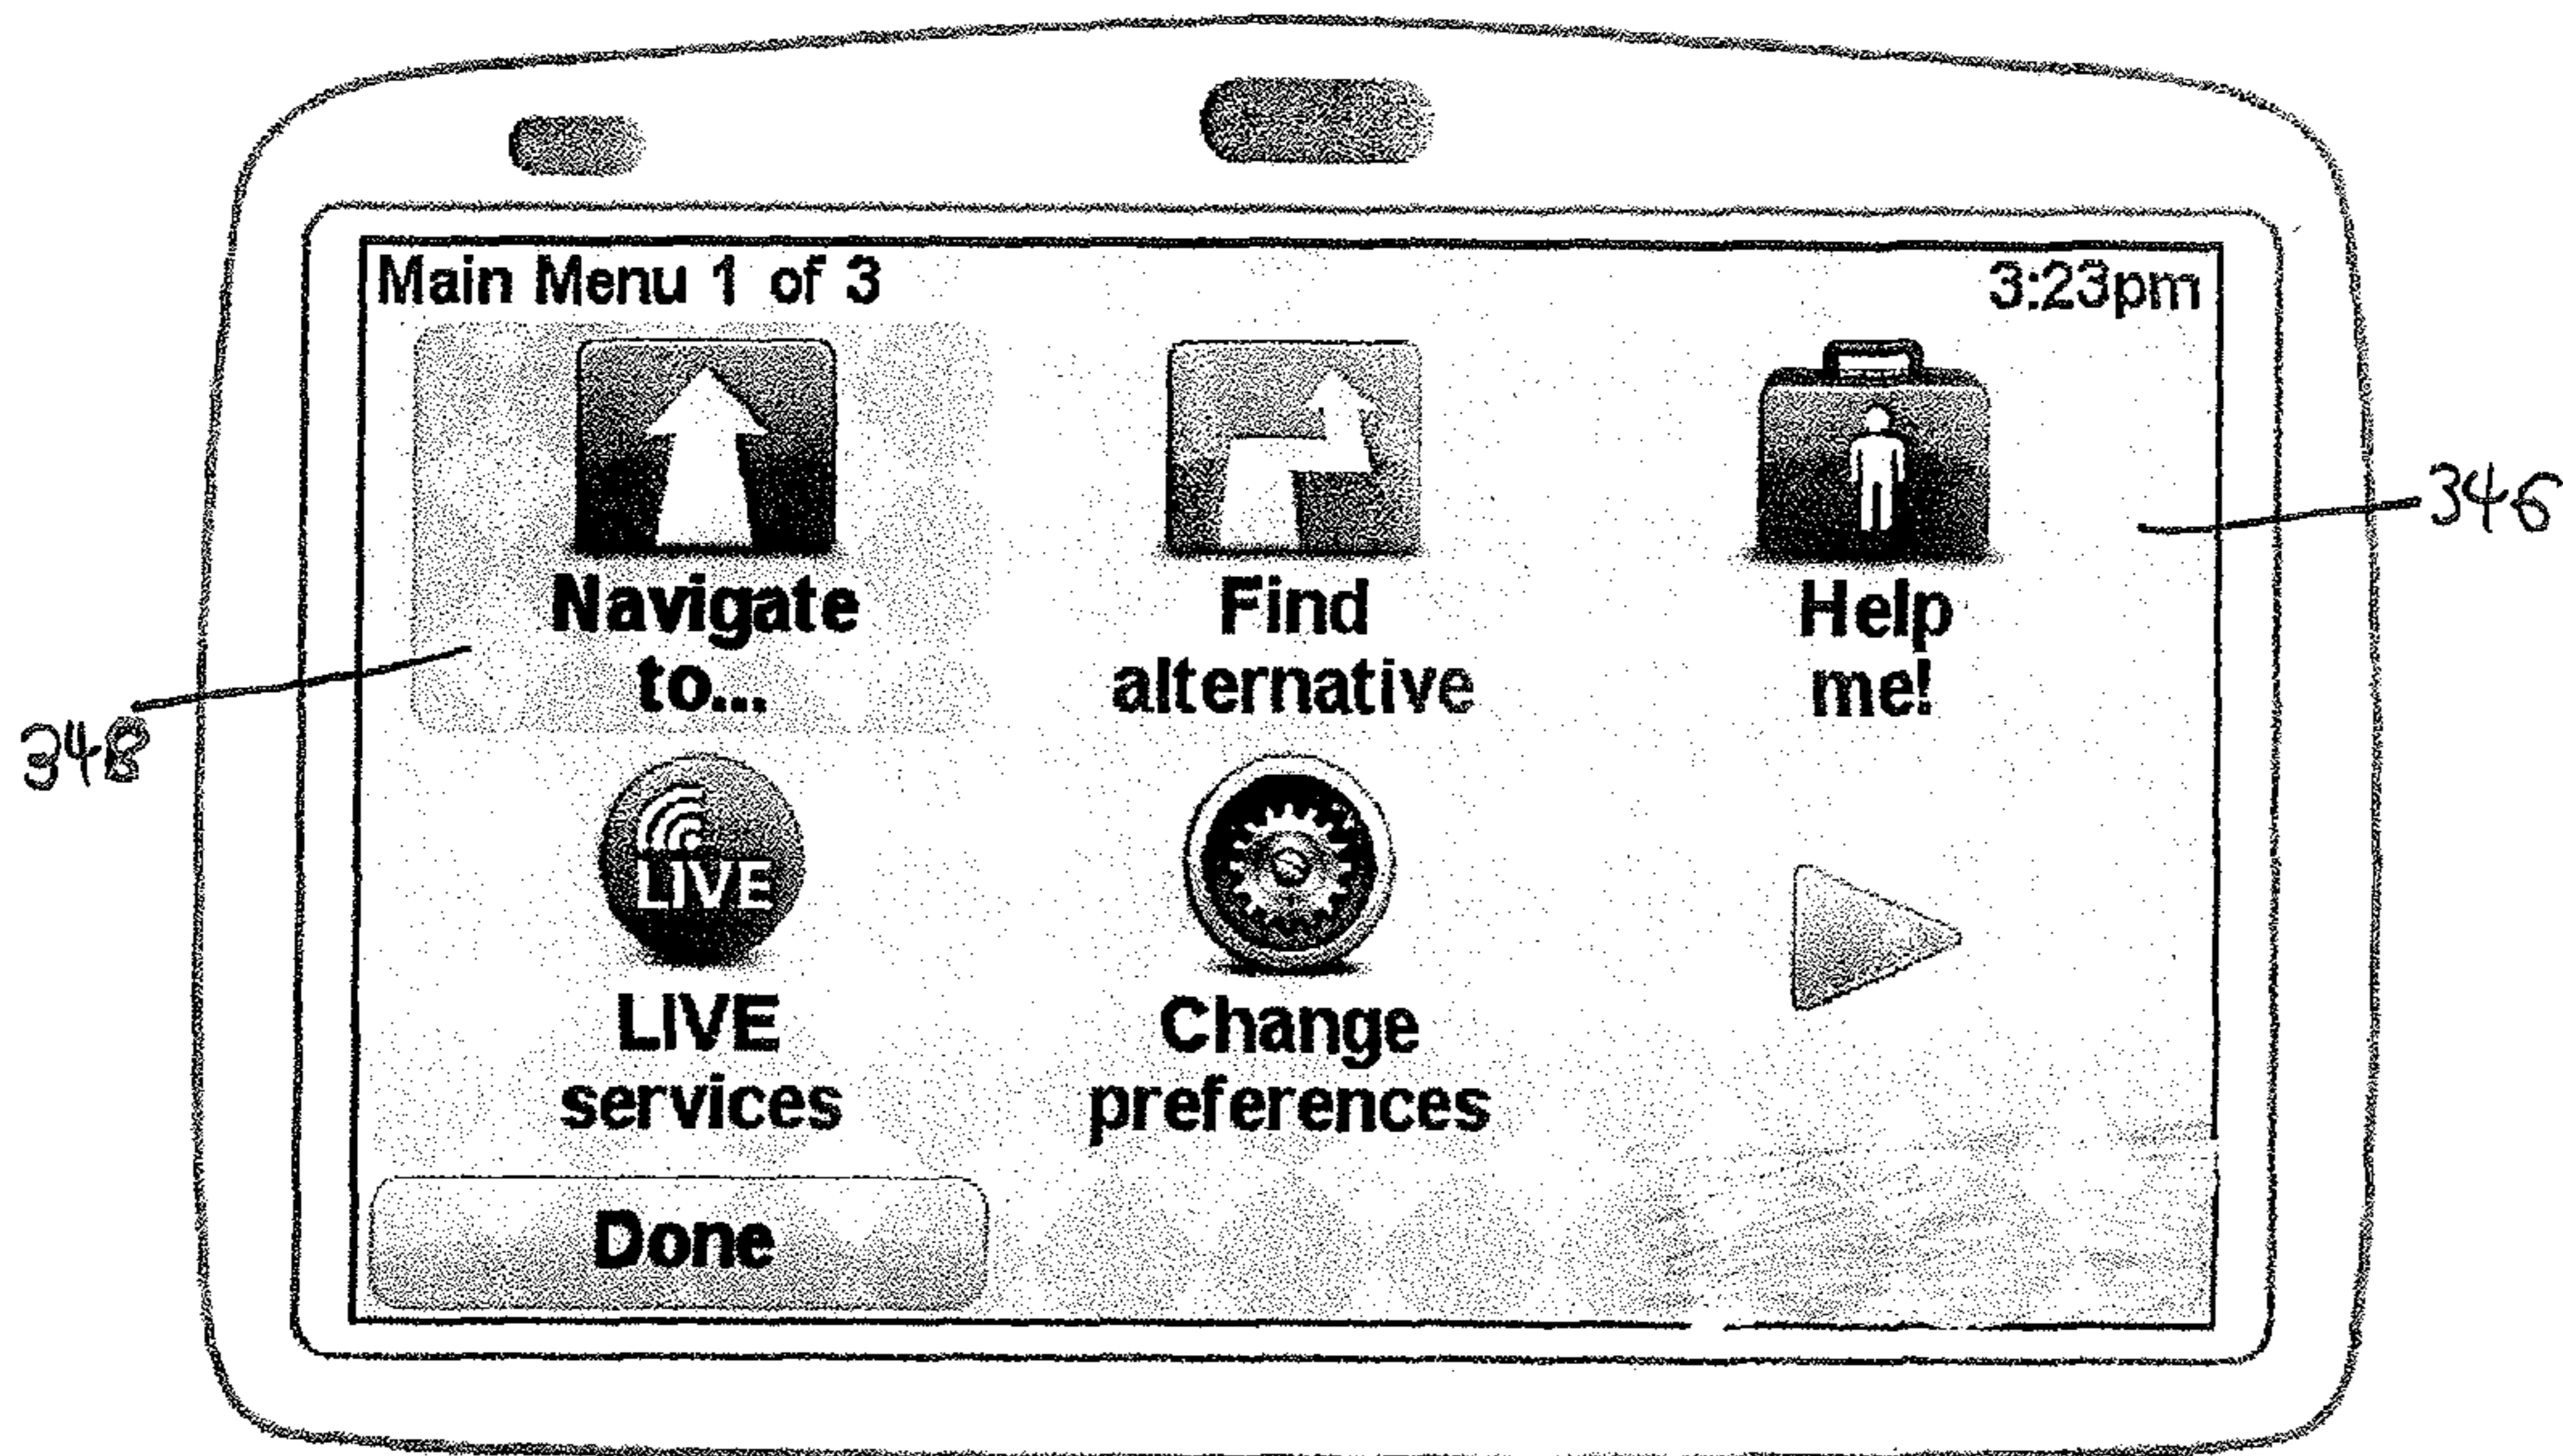 Main Menu 1 of 3
3:23pm
Navigate
to...
Find
alternative
Help
me!
346
348
LIVE
LIVE
services
Change
preferences
Done